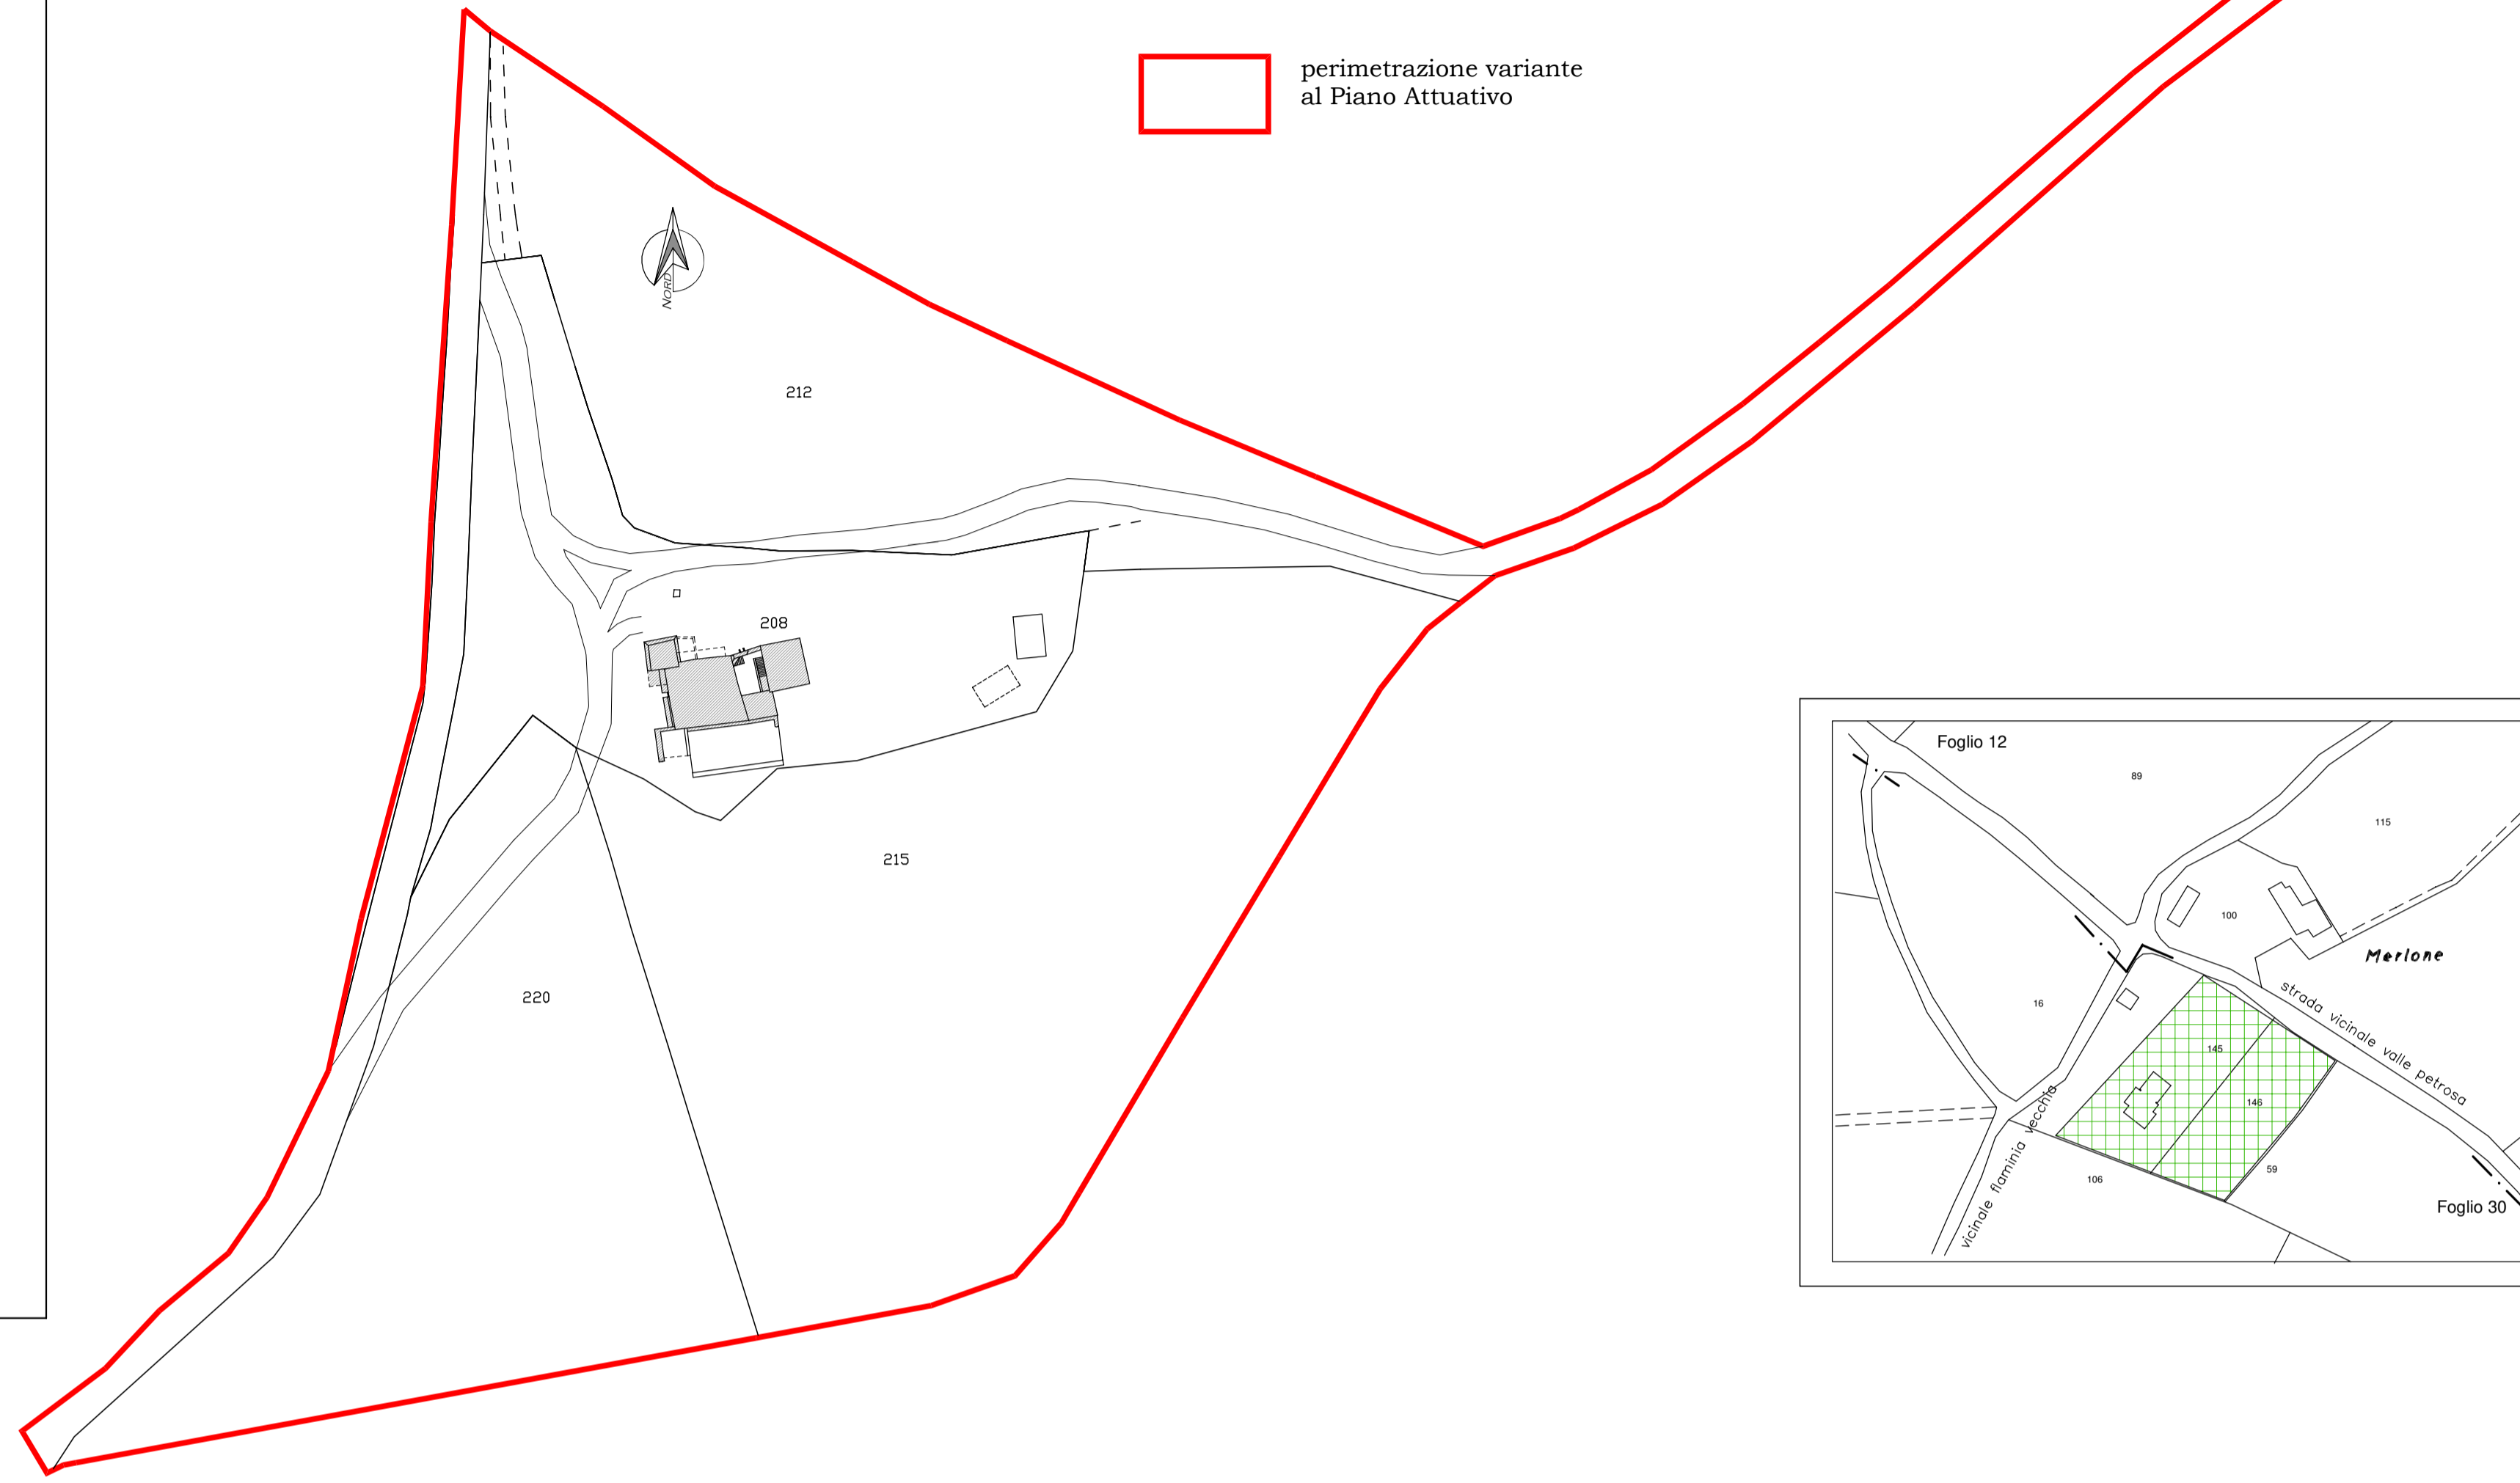 perimetrazione variante
al Piano Attuativo
NORD
212
208
215
220
Foglio 12
89
115
100
Merlone
strada vicinale valle petrosa
16
145
146
vicinale flaminia vecchia
59
106
Foglio 30